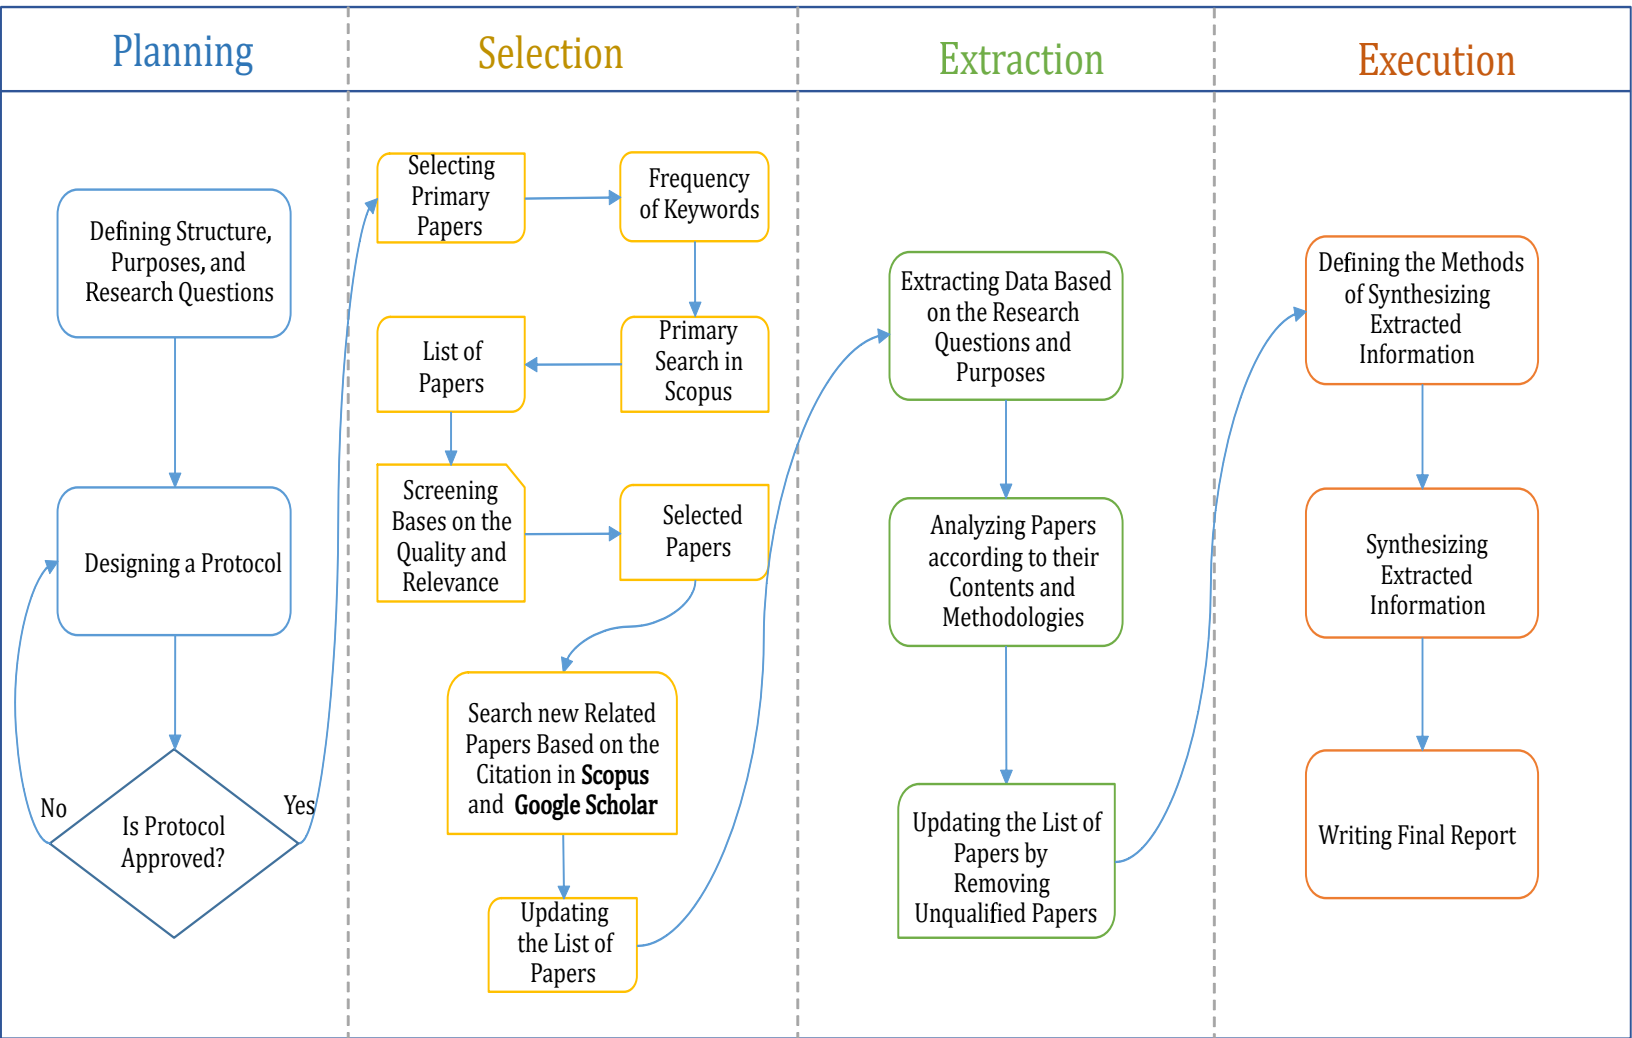 Planning
Selection
Extraction
Execution
Defining Structure,
Purposes, and
Research Questions
Designing a Protocol
No
Yes
Is Protocol
Approved?
Selecting
Primary
Papers
Frequency
of Keywords
Primary
Search in
Scopus
List of
Papers
Screening
Bases on the
Quality and
Relevance
Selected
Papers
Search new Related
Papers Based on the
Citation in Scopus
and Google Scholar
Updating
the List of
Papers
Extracting Data Based
on the Research
Questions and
Purposes
Analyzing Papers
according to their
Contents and
Methodologies
Updating the List of
Papers by
Removing
Unqualified Papers
Defining the Methods
of Synthesizing
Extracted
Information
Synthesizing
Extracted
Information
Writing Final Report